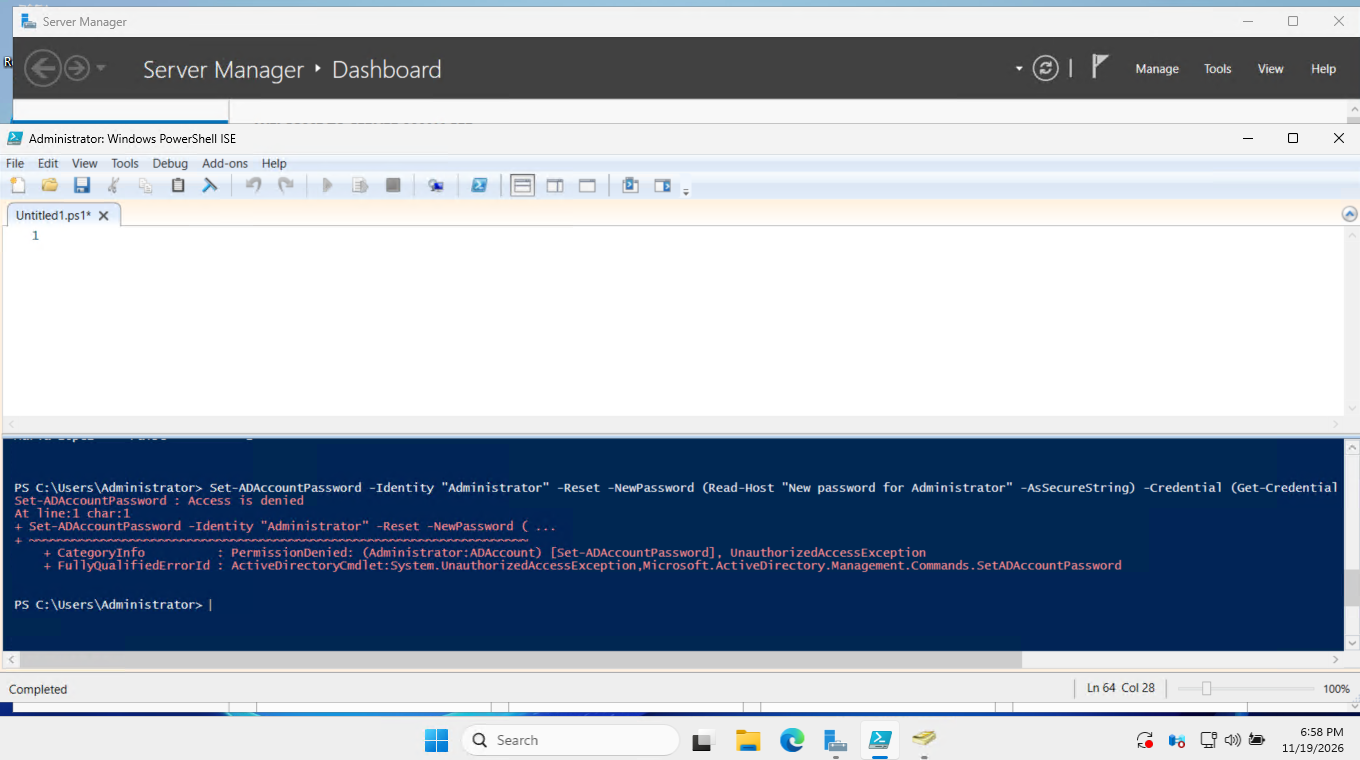 Server Manager
Server Manager ‣ Dashboard
Manage Tools View Help
Administrator: Windows PowerShell ISE
File Edit View Tools Debug Add-ons Help
Untitled1.ps1*
1
PS C:\Users\Administrator> Set-ADAccountPassword -Identity "Administrator" -Reset -NewPassword (Read-Host "New password for Administrator" -AsSecureString) -Credential (Get-Credential
Set-ADAccountPassword : Access is denied
At line:1 char:1
+ Set-ADAccountPassword -Identity "Administrator" -Reset -NewPassword ( ...
+ ~~~~~~~~~~~~~~~~~~~~~~~~~~~~~~~~~~~~~~~~~~~~~~~~~~~~~~~~~~~~~~~~~~~~~
+ CategoryInfo : PermissionDenied: (Administrator:ADAccount) [Set-ADAccountPassword], UnauthorizedAccessException
+ FullyQualifiedErrorId : ActiveDirectoryCmdlet:System.UnauthorizedAccessException,Microsoft.ActiveDirectory.Management.Commands.SetADAccountPassword
PS C:\Users\Administrator>
Completed
Ln 64 Col 28
100%
Search
6:58 PM
11/19/2026